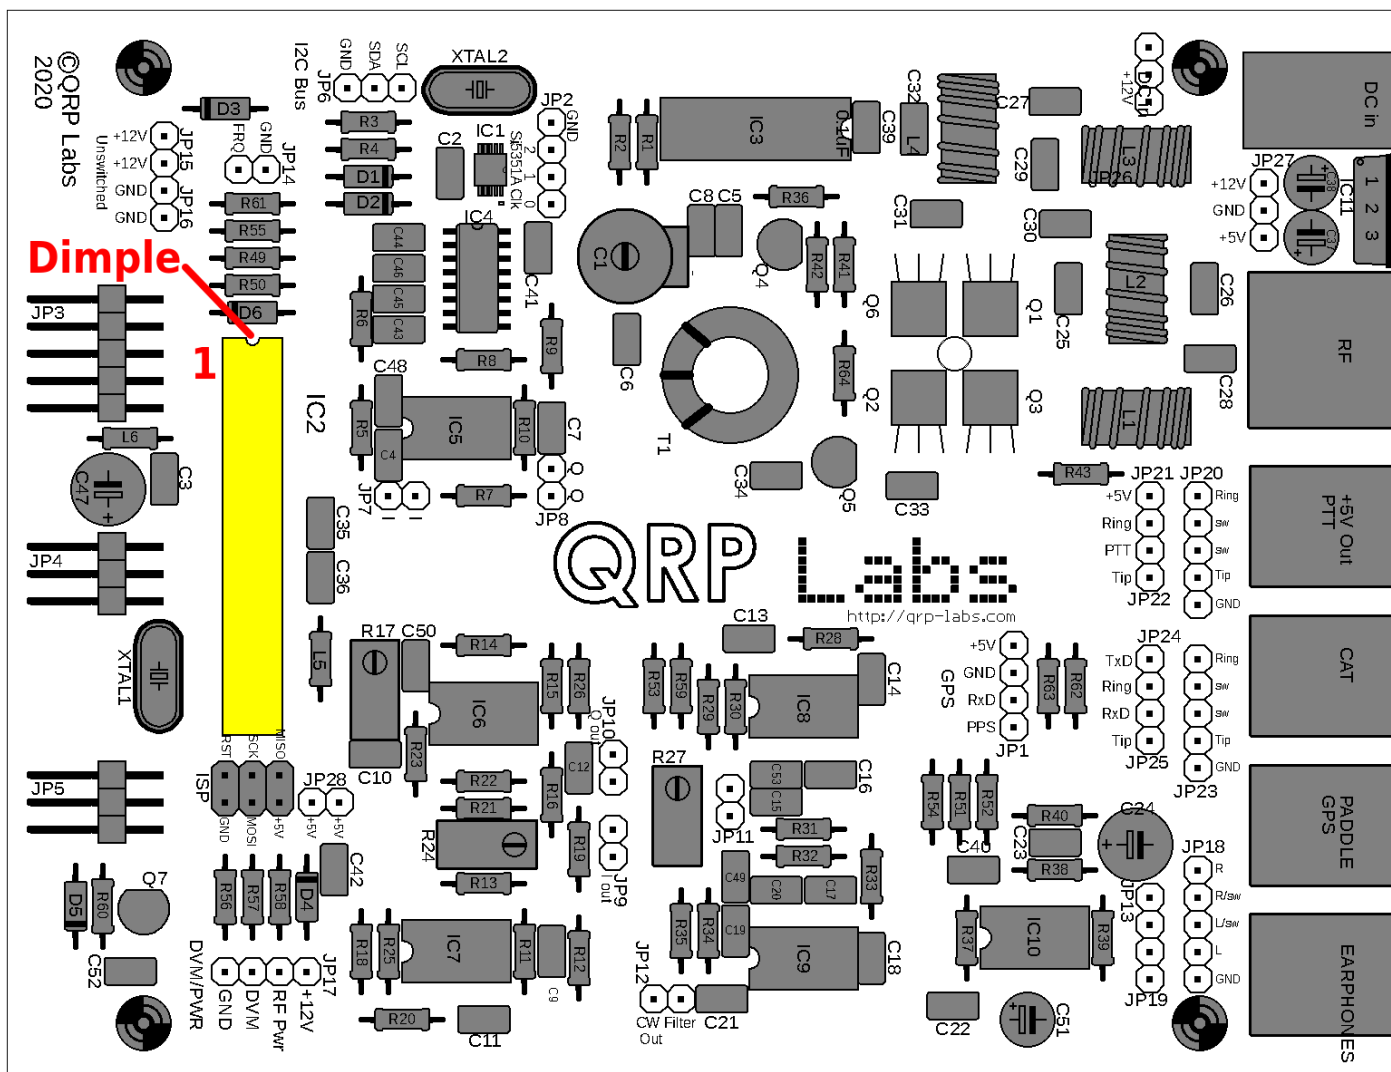 ©QRP Labs
2020
I2C Bus
GND
SDA
SCL
JP6
XTAL2
D3
+12V
+12V
GND
GND
Unswitched
JP15
JP16
FRQ
GND
JP14
R3
R4
D1
D2
C2
IC1
Si5351A Clk
JP2
GND
2
1
0
R2
R1
IC3
0.1uF
C39
C32
L4
C27
C29
+12V
DC in
L3
JP26
DC in
JP27
+12V
GND
+5V
C38
C37
IC11
1
2
3
R61
R55
R49
R50
D6
Dimple
1
JP3
C44
C46
C45
C43
R6
IC4
C41
R8
R9
C1
C8
C5
R36
Q4
R42
R41
C31
C30
C6
T1
R64
Q6
Q1
Q2
Q3
C25
L2
C26
C28
L1
RF
IC2
C48
R5
C4
IC5
R10
C7
JP7
I
I
R7
Q
Q
JP8
L6
C47
+
C3
JP4
C35
C36
C34
Q5
C33
R43
JP21
+5V
Ring
PTT
Tip
JP22
JP20
Ring
sw
sw
Tip
GND
+5V Out
PTT
QRP Labs
http://qrp-labs.com
XTAL1
L5
R17
C50
R14
IC6
R15
R26
R23
C10
R22
R21
R24
R13
R16
C12
R19
JP10
Q out
JP9
I out
C13
R28
R53
R59
R29
R30
IC8
C14
GPS
+5V
GND
RxD
PPS
JP1
R63
R62
JP24
TxD
Ring
RxD
Tip
JP25
Ring
sw
sw
Tip
GND
JP23
CAT
JP5
RST
SCK
MISO
ISP
GND
MOSI
+5V
JP28
+5V
+5V
C42
R27
JP11
C53
C15
C16
R31
R32
R33
C49
C20
C17
R54
R51
R52
R40
C23
R38
C40
C24
+
PADDLE
GPS
D5
R60
Q7
C52
R56
R57
R58
D4
DVM/PWR
GND
DVM
RF Pwr
+12V
JP17
R18
R25
IC7
R11
C9
R12
R20
C11
R35
R34
C19
IC9
C18
JP12
CW Filter
Out
C21
R37
IC10
R39
C22
C51
+
JP13
JP19
JP18
R
R/sw
L/sw
L
GND
EARPHONES